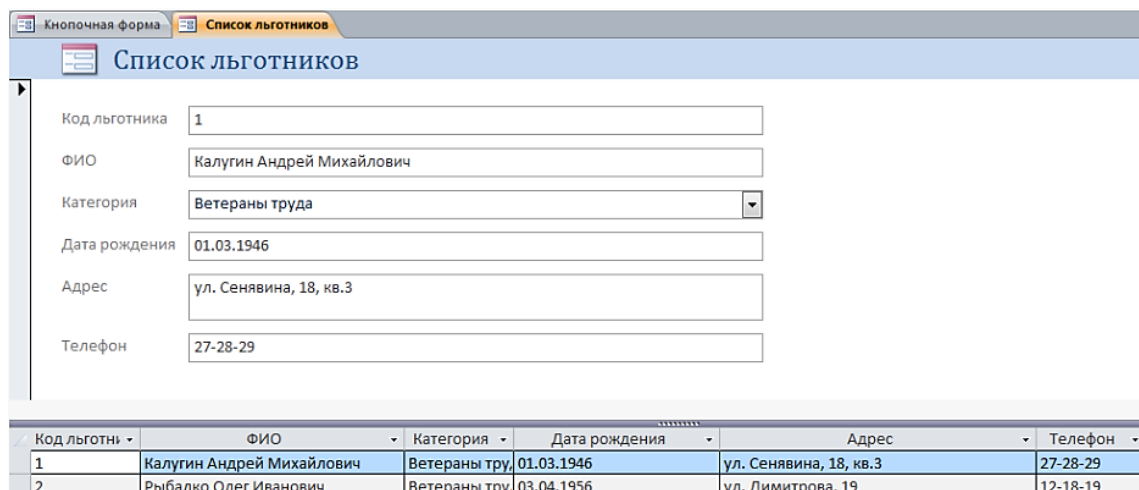 Кнопочная форма Список льготников
Список льготников
Код льготника 1
ФИО Калугин Андрей Михайлович
Категория Ветераны труда
Дата рождения 01.03.1946
Адрес ул. Сенявина, 18, кв.3
Телефон 27-28-29
Код льготни ФИО Категория Дата рождения Адрес Телефон
1 Калугин Андрей Михайлович Ветераны тру, 01.03.1946 ул. Сенявина, 18, кв.3 27-28-29
2 Рыбалко Олег Иванович Ветераны тру, 03.04.1956 ул. Димитрова, 19 12-18-19